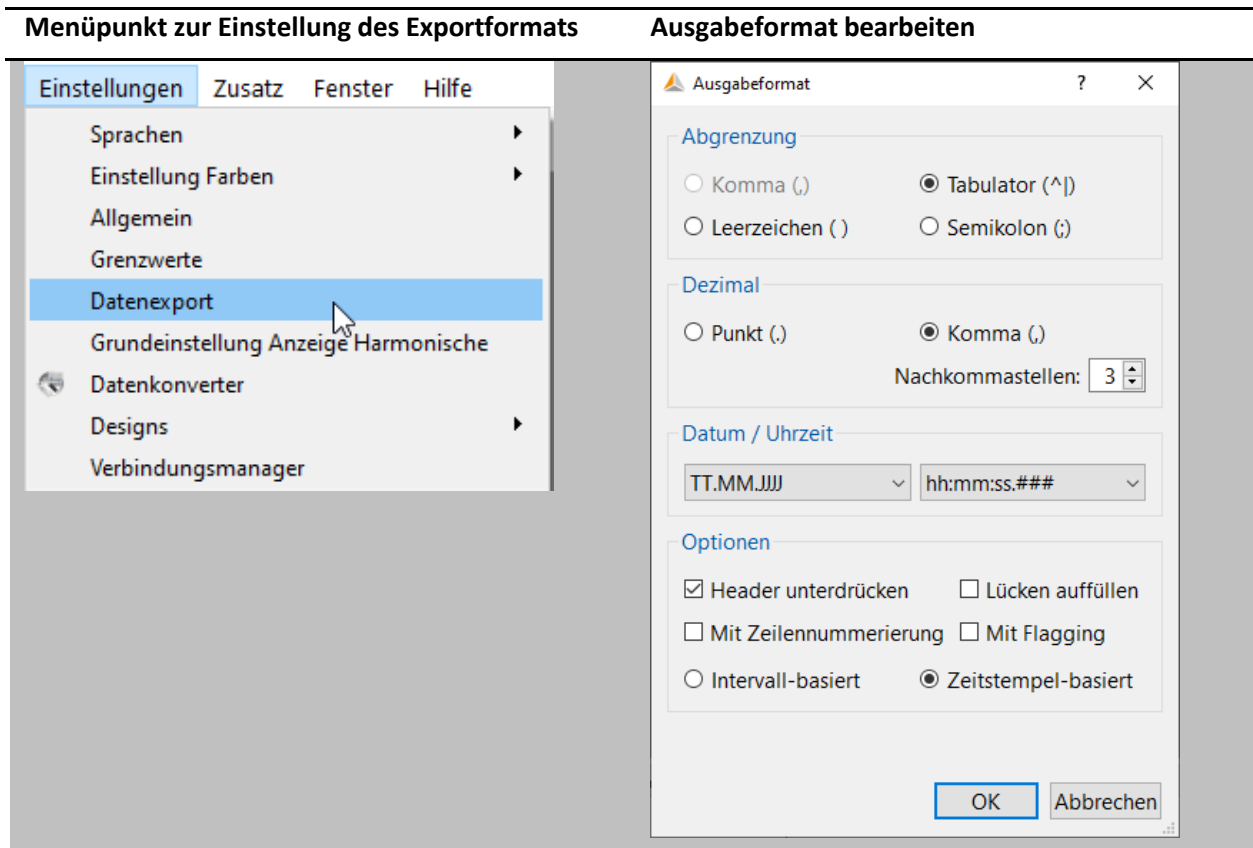 Menüpunkt zur Einstellung des Exportformats
Ausgabeformat bearbeiten
Einstellungen Zusatz Fenster Hilfe
Sprachen
Einstellung Farben
Allgemein
Grenzwerte
Datenexport
Grundeinstellung Anzeige Harmonische
Datenkonverter
Designs
Verbindungsmanager
Ausgabeformat ?
Abgrenzung
Komma (,) Tabulator (^|)
Leerzeichen ( ) Semikolon (;)
Dezimal
Punkt (.) Komma (,)
Nachkommastellen: 3
Datum / Uhrzeit
TT.MM.JJJJ hh:mm:ss.###
Optionen
Header unterdrücken Lücken auffüllen
Mit Zeilennummerierung Mit Flagging
Intervall-basiert Zeitstempel-basiert
OK Abbrechen